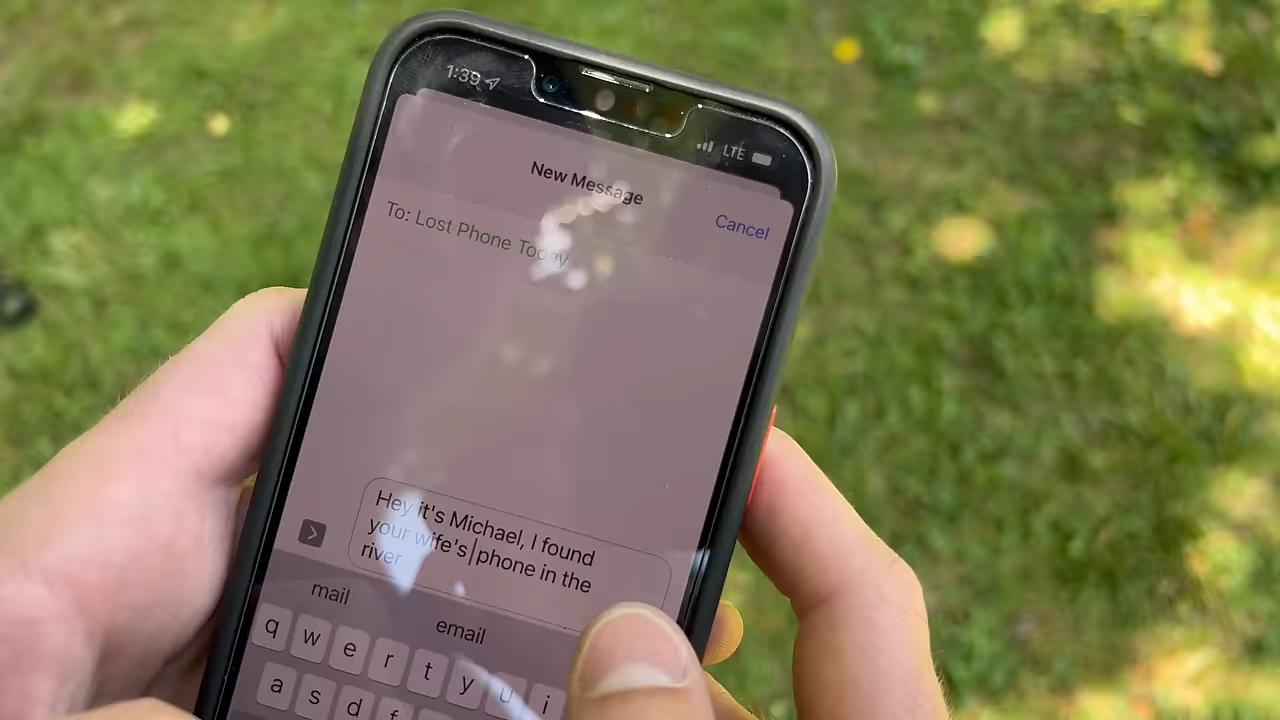 1:39
LTE
New Message
Cancel
To: Lost Phone Today
Hey it's Michael, I found
your wife's phone in the
river
mail
email
q w e r t y u i
a s d f